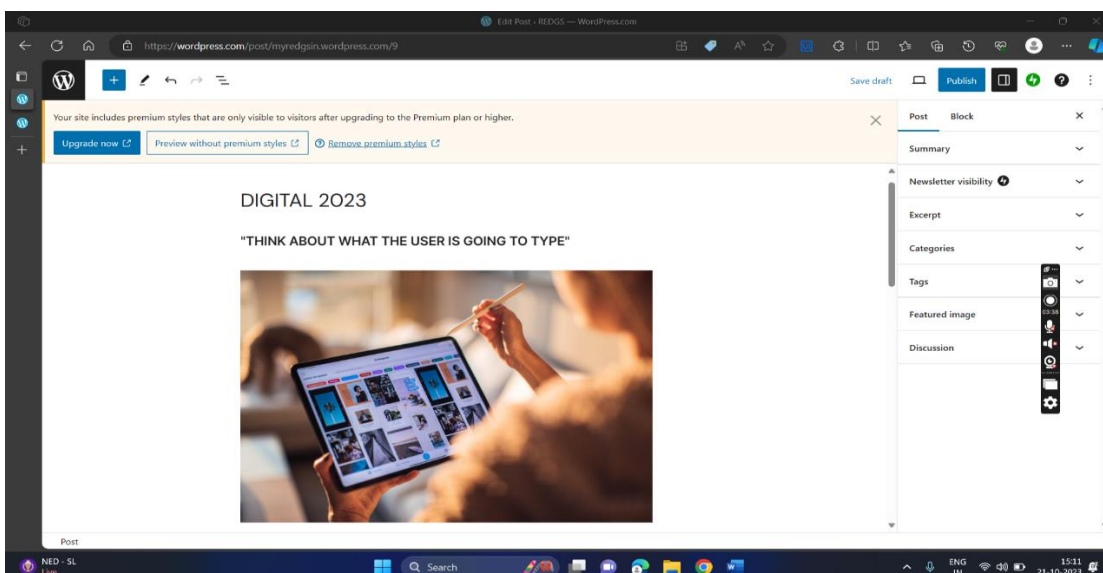 Edit Post ‹ REDGS — WordPress.com
https://wordpress.com/post/myredgsin.wordpress.com/9
Save draft
Publish
Your site includes premium styles that are only visible to visitors after upgrading to the Premium plan or higher.
Upgrade now
Preview without premium styles
Remove premium styles
Post Block
Summary
Newsletter visibility
Excerpt
Categories
Tags
Featured image
Discussion
03:38
DIGITAL 2023
"THINK ABOUT WHAT THE USER IS GOING TO TYPE"
Post
NED - SL
Live
Search
ENG
IN
15:11
21-10-2023